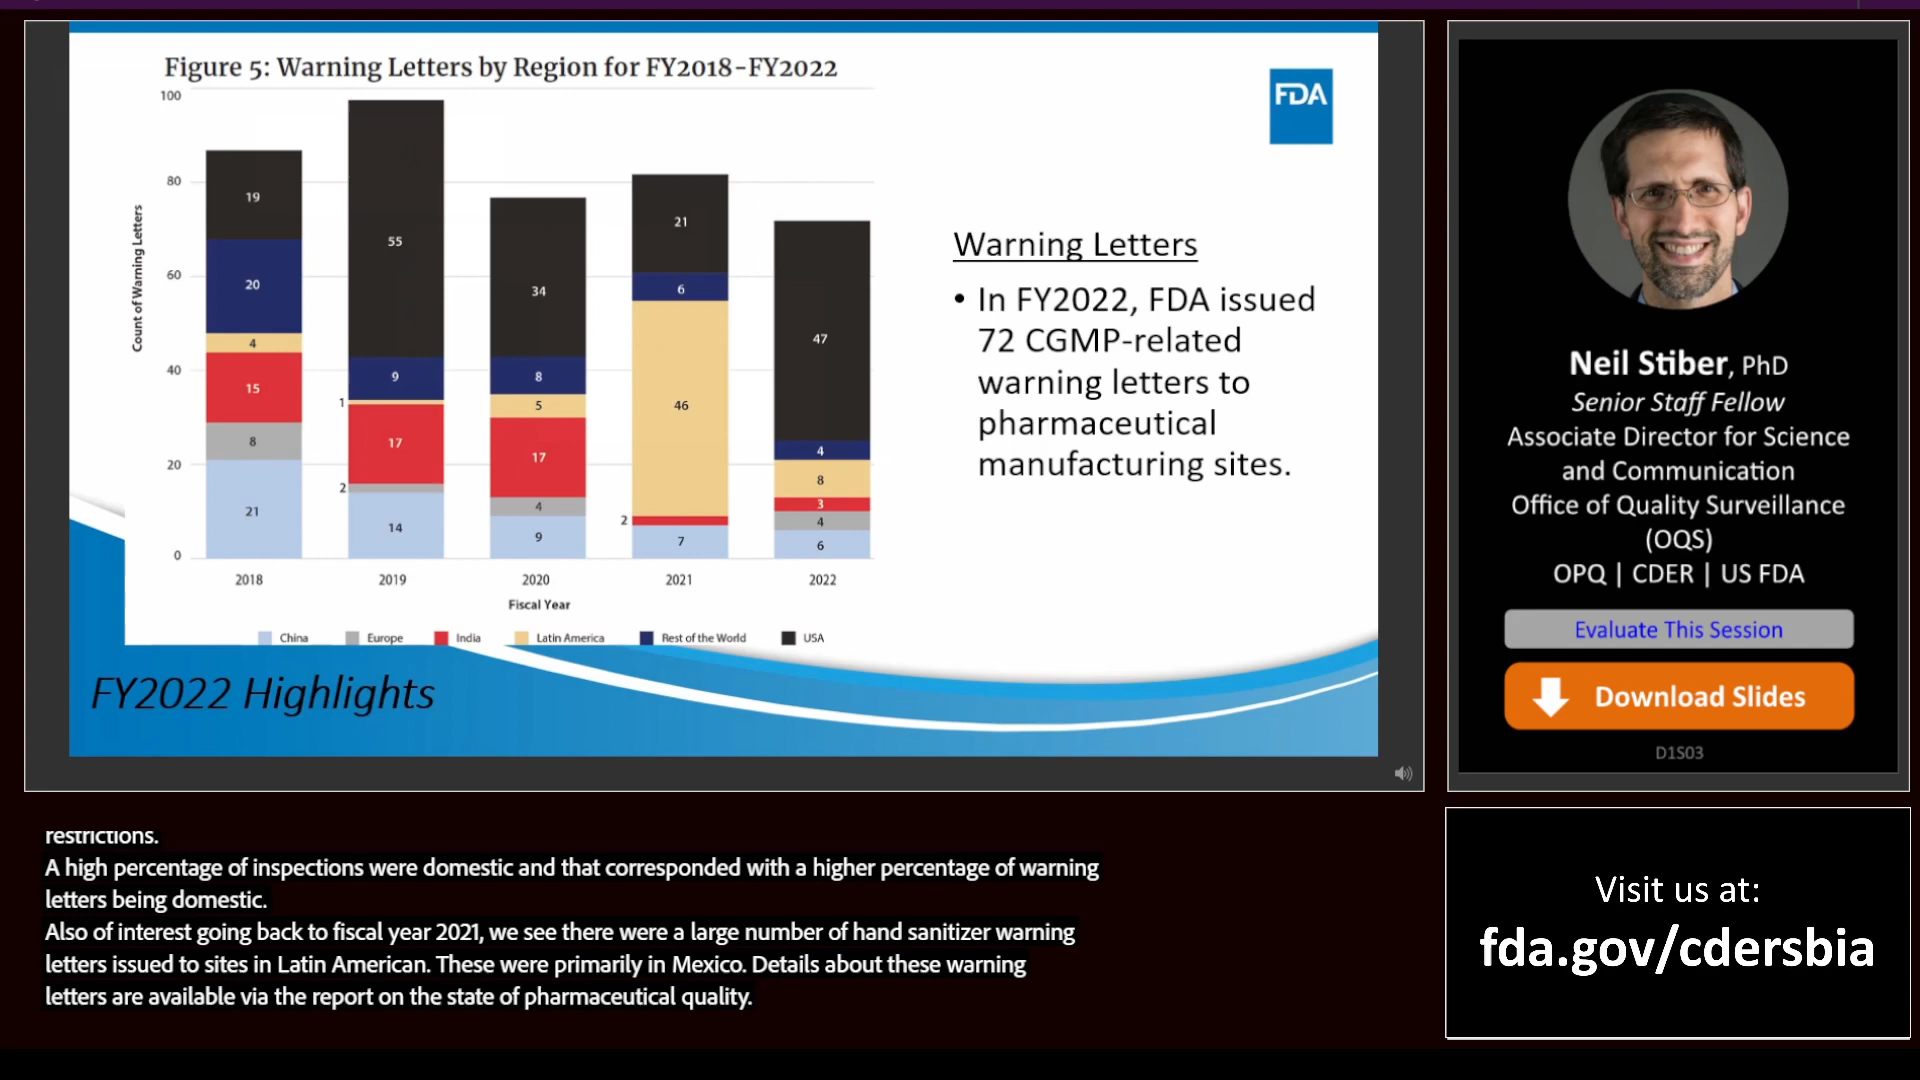 Figure 5: Warning Letters by Region for FY2018-FY2022
FDA
Count of Warning Letters
100
80
60
40
20
0
19
20
4
15
8
21
55
9
1
17
2
14
34
8
5
17
4
9
21
6
46
2
7
47
4
8
3
4
6
2018
2019
2020
2021
2022
Fiscal Year
China
Europe
India
Latin America
Rest of the World
USA
Warning Letters
• In FY2022, FDA issued
72 CGMP-related
warning letters to
pharmaceutical
manufacturing sites.
FY2022 Highlights
Neil Stiber, PhD
Senior Staff Fellow
Associate Director for Science
and Communication
Office of Quality Surveillance
(OQS)
OPQ | CDER | US FDA
Evaluate This Session
Download Slides
D1S03
restrictions.
A high percentage of inspections were domestic and that corresponded with a higher percentage of warning
letters being domestic.
Also of interest going back to fiscal year 2021, we see there were a large number of hand sanitizer warning
letters issued to sites in Latin American. These were primarily in Mexico. Details about these warning
letters are available via the report on the state of pharmaceutical quality.
Visit us at:
fda.gov/cdersbia